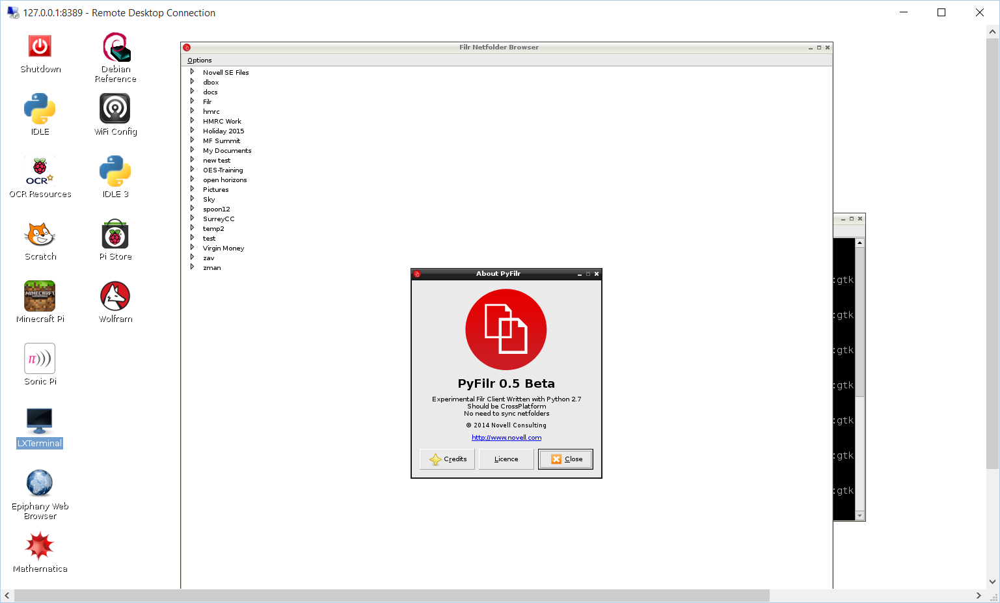 127.0.0.1:8389 - Remote Desktop Connection
Shutdown
Debian
Reference
IDLE
WiFi Config
OCR
OCR Resources
IDLE 3
Scratch
Pi Store
MINECRAFT
Minecraft Pi
Wolfram
π)))
Sonic Pi
LXTerminal
Epiphany Web
Browser
Mathematica
Filr Netfolder Browser
Options
Novell SE Files
dbox
docs
Filr
hmrc
HMRC Work
Holiday 2015
MF Summit
My Documents
new test
OES-Training
open horizons
Pictures
Sky
spoon12
SurreyCC
temp2
test
Virgin Money
zav
zman
About PyFilr
PyFilr 0.5 Beta
Experimental Filr Client Written with Python 2.7
Should be CrossPlatform
No need to sync netfolders
© 2014 Novell Consulting
http://www.novell.com
Credits
Licence
Close
:gtk
:gtk
:gtk
:gtk
:gtk
:gtk
:gtk